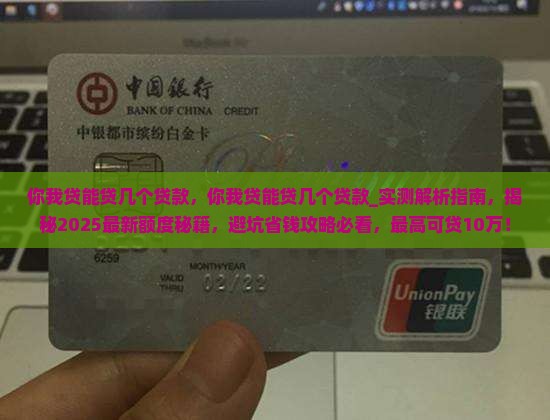 中国银行
BANK OF CHINA CREDIT
中银都市缤纷白金卡
你我贷能贷几个贷款，你我贷能贷几个贷款_实测解析指南，揭
秘2025最新额度秘籍，避坑省钱攻略必看，最高可贷10万！
6259
MONTH/YEAR
VALID
THRU
02/22
UnionPay
银联